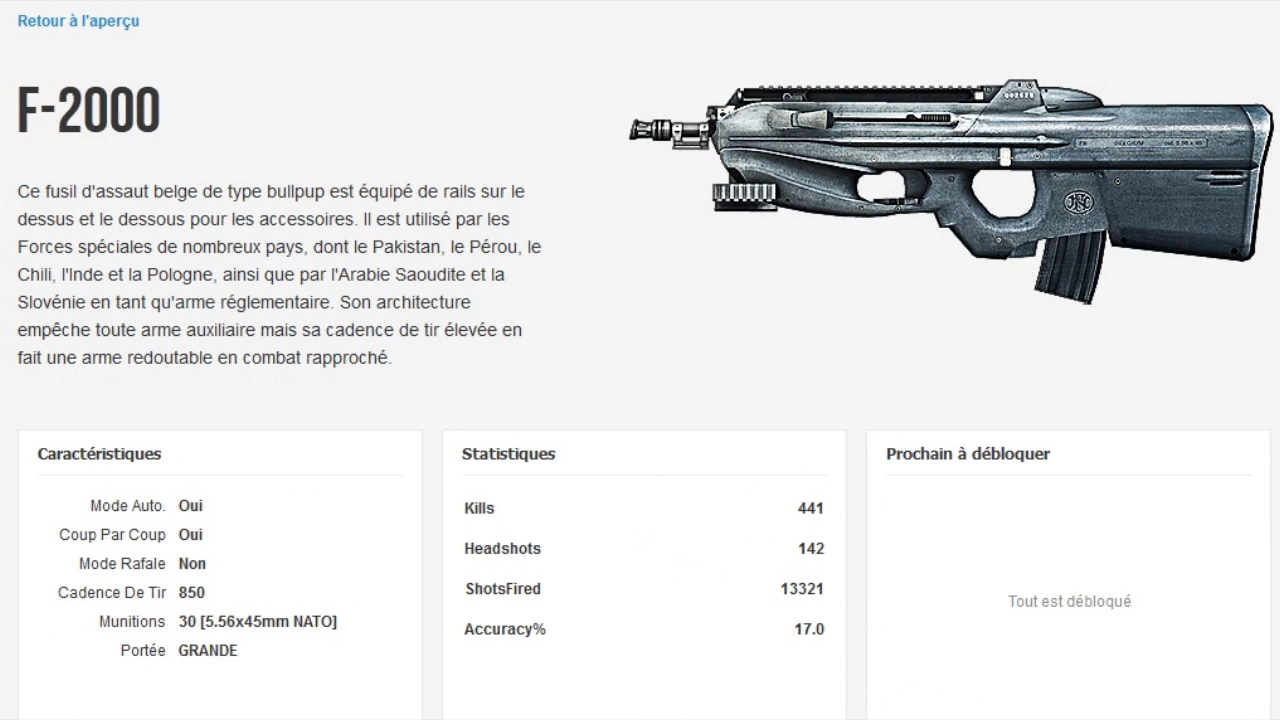 Retour à l'aperçu
F-2000
Ce fusil d'assaut belge de type bullpup est équipé de rails sur le
dessus et le dessous pour les accessoires. Il est utilisé par les
Forces spéciales de nombreux pays, dont le Pakistan, le Pérou, le
Chili, l'Inde et la Pologne, ainsi que par l'Arabie Saoudite et la
Slovénie en tant qu'arme réglementaire. Son architecture
empêche toute arme auxiliaire mais sa cadence de tir élevée en
fait une arme redoutable en combat rapproché.
Caractéristiques
Mode Auto. Oui
Coup Par Coup Oui
Mode Rafale Non
Cadence De Tir 850
Munitions 30 [5.56x45mm NATO]
Portée GRANDE
Statistiques
Kills 441
Headshots 142
ShotsFired 13321
Accuracy% 17.0
Prochain à débloquer
Tout est débloqué